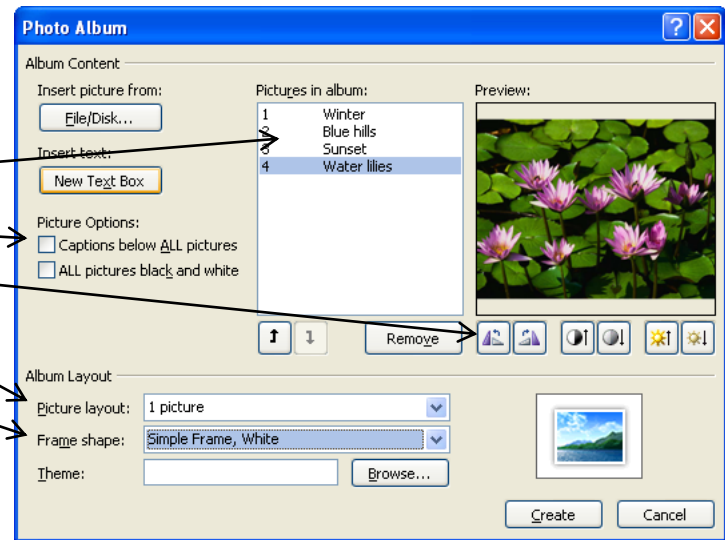 Photo Album
Album Content
Insert picture from:
File/Disk...
Insert text:
New Text Box
Picture Options:
Captions below ALL pictures
ALL pictures black and white
Pictures in album:
1 Winter
2 Blue hills
3 Sunset
4 Water lilies
Remove
Preview:
Album Layout
Picture layout: 1 picture
Frame shape: Simple Frame, White
Theme:
Browse...
Create
Cancel